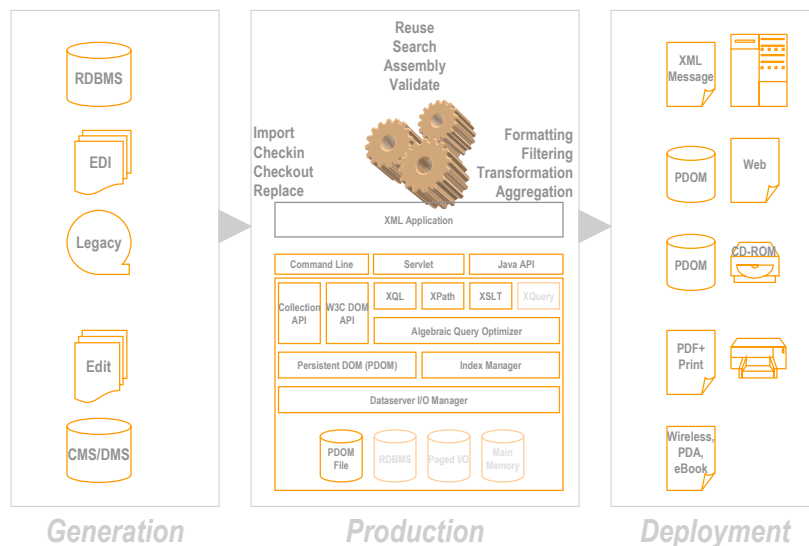 RDBMS
EDI
Legacy
Edit
CMS/DMS
Generation
Reuse
Search
Assembly
Validate
Import
Checkin
Checkout
Replace
Formatting
Filtering
Transformation
Aggregation
XML Application
Command Line
Servlet
Java API
Collection
API
W3C DOM
API
XQL
XPath
XSLT
XQuery
Algebraic Query Optimizer
Persistent DOM (PDOM)
Index Manager
Dataserver I/O Manager
PDOM
File
RDBMS
Paged I/O
Main
Memory
Production
XML
Message
PDOM
Web
PDOM
CD-ROM
PDF+
Print
Wireless,
PDA,
eBook
Deployment